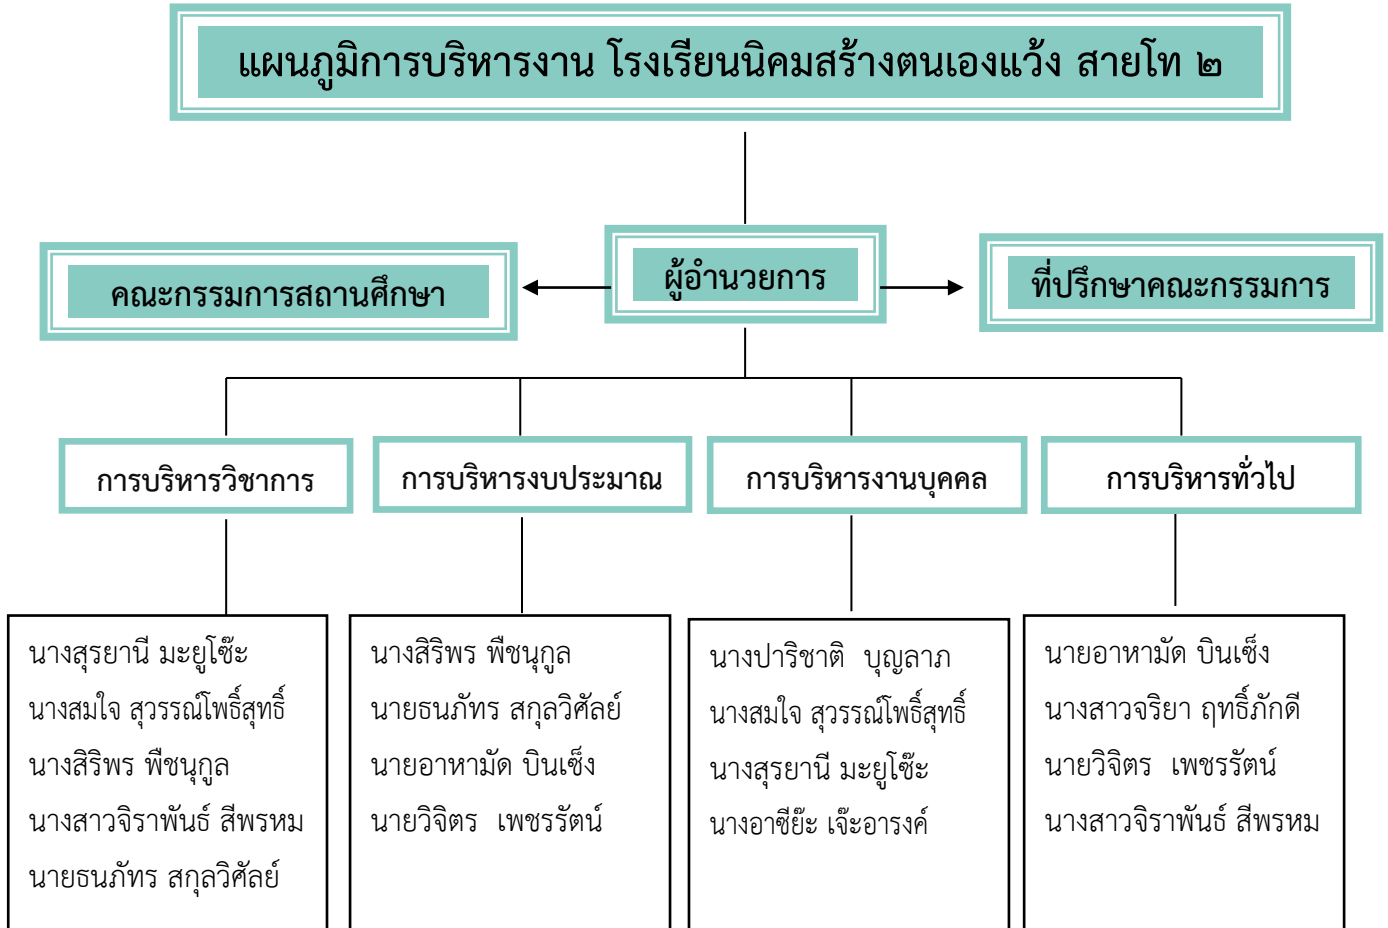 แผนภูมิการบริหารงาน โรงเรียนนิคมสร้างตนเองแว้ง สายโท ๒
คณะกรรมการสถานศึกษา
ผู้อำนวยการ
ที่ปรึกษาคณะกรรมการ
การบริหารวิชาการ
การบริหารงบประมาณ
การบริหารงานบุคคล
การบริหารทั่วไป
นางสุรยานี มะยูโซ๊ะ
นางสมใจ สุวรรณ์โพธิ์สุทธิ์
นางสิริพร พืชนุกูล
นางสาวจิราพันธ์ สีพรหม
นายธนภัทร สกุลวิศัลย์
นางสิริพร พืชนุกูล
นายธนภัทร สกุลวิศัลย์
นายอาหามัด บินเซ็ง
นายวิจิตร  เพชรรัตน์
นางปาริชาติ  บุญลาภ
นางสมใจ สุวรรณ์โพธิ์สุทธิ์
นางสุรยานี มะยูโซ๊ะ
นางอาซีย๊ะ เจ๊ะอารงค์
นายอาหามัด บินเซ็ง
นางสาวจริยา ฤทธิ์ภักดี
นายวิจิตร  เพชรรัตน์
นางสาวจิราพันธ์ สีพรหม